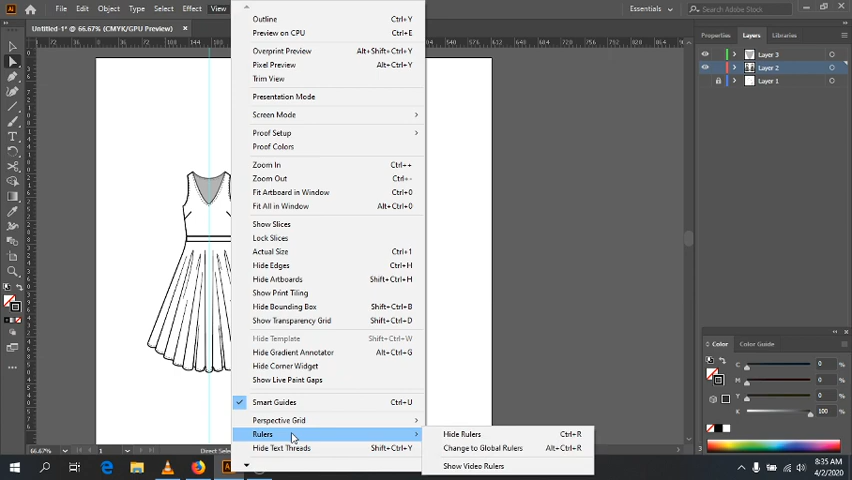 File Edit Object Type Select Effect View
Essentials
Search Adobe Stock
Untitled-1* @ 66.67% (CMYK/GPU Preview)
Outline Ctrl+Y
Preview on CPU Ctrl+E
Overprint Preview Alt+Shift+Ctrl+Y
Pixel Preview Alt+Ctrl+Y
Trim View
Presentation Mode
Screen Mode
Proof Setup
Proof Colors
Zoom In Ctrl++
Zoom Out Ctrl+-
Fit Artboard in Window Ctrl+0
Fit All in Window Alt+Ctrl+0
Show Slices
Lock Slices
Actual Size Ctrl+1
Hide Edges Ctrl+H
Hide Artboards Shift+Ctrl+H
Show Print Tiling
Hide Bounding Box Shift+Ctrl+B
Show Transparency Grid Shift+Ctrl+D
Hide Template Shift+Ctrl+W
Hide Gradient Annotator Alt+Ctrl+G
Hide Corner Widget
Show Live Paint Gaps
Smart Guides Ctrl+U
Perspective Grid
Rulers
Hide Text Threads Shift+Ctrl+Y
Hide Rulers Ctrl+R
Change to Global Rulers Alt+Ctrl+R
Show Video Rulers
Properties Layers Libraries
Layer 3
Layer 2
Layer 1
Color Color Guide
C 0 %
M 0 %
Y 0 %
K 100 %
66.67%
Direct Selec
8:35 AM
4/2/2020